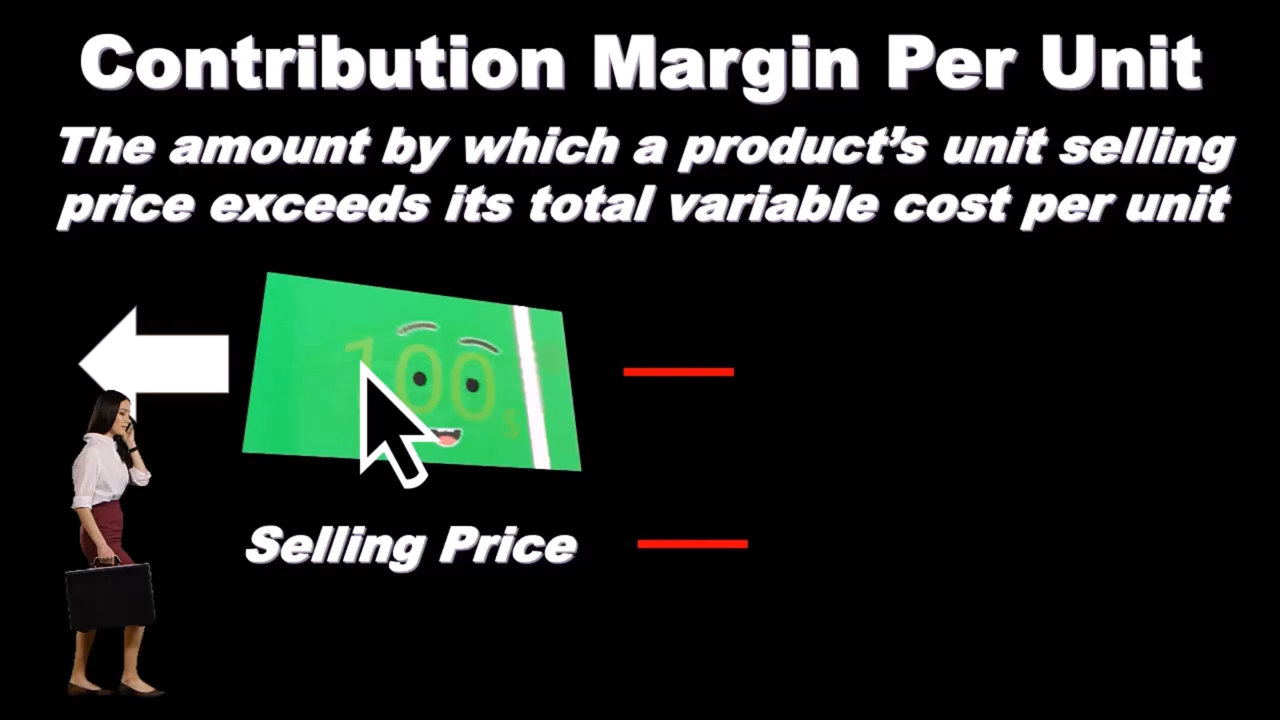 Contribution Margin Per Unit
The amount by which a product’s unit selling
price exceeds its total variable cost per unit
100
$
Selling Price